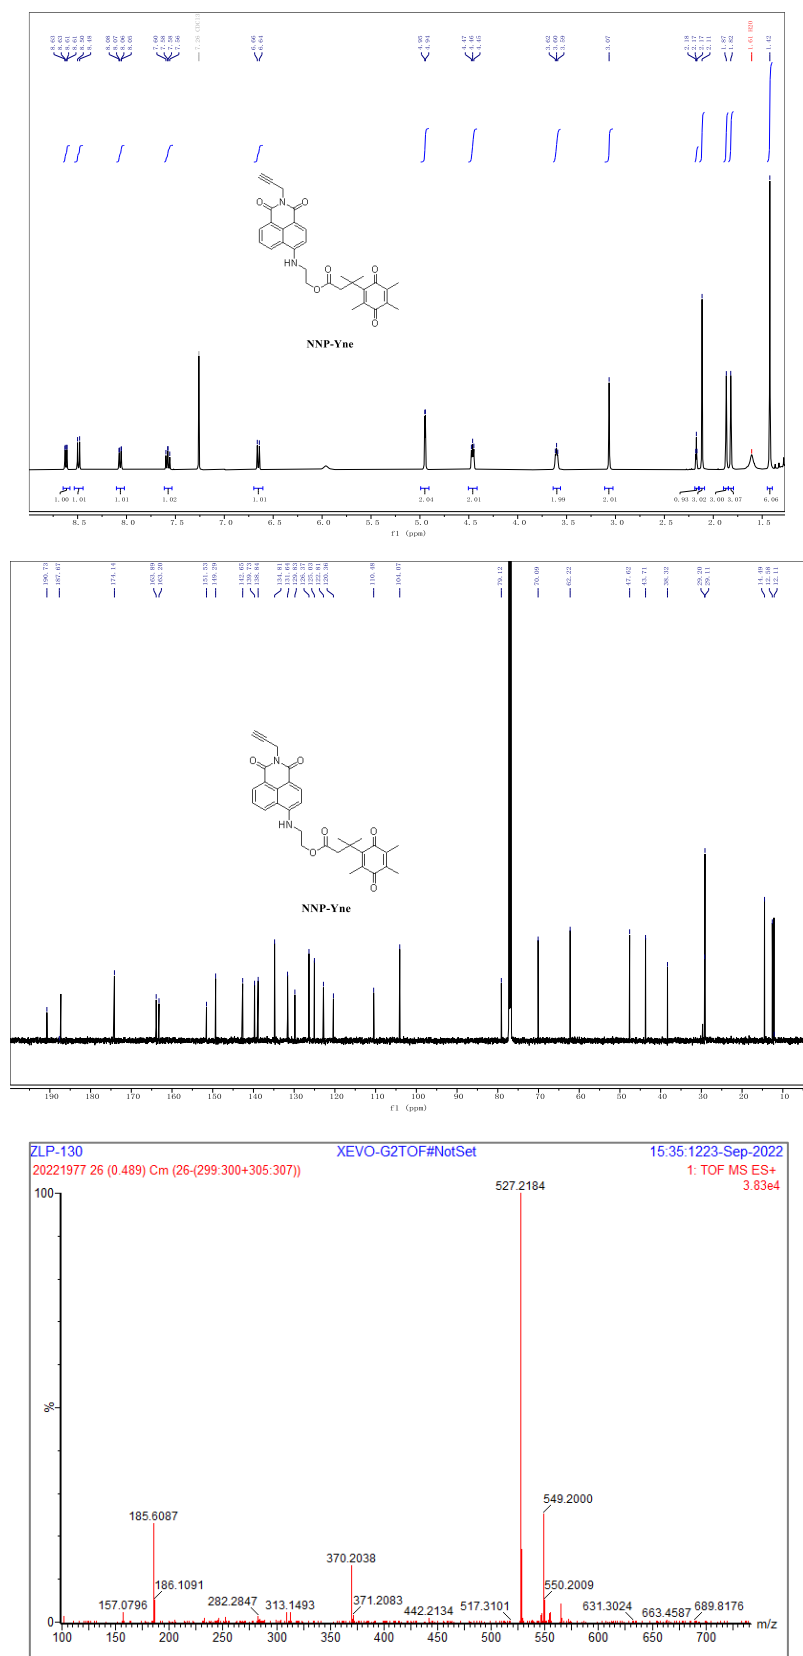 8.63 8.63 8.61 8.61 8.50 8.48 8.08 8.07 8.06 8.05 7.60 7.58 7.58 7.56 7.26 CDCl3 6.66 6.64 4.95 4.94 4.47 4.46 4.45 3.62 3.60 3.59 3.07 2.18 2.17 2.17 2.11 1.87 1.82 1.61 H2O 1.42
N
O
O
HN
O
O
O
O
NNP-Yne
1.00 1.01 1.01 1.02 1.01 2.04 2.01 1.99 2.01 0.93 3.02 3.00 3.07 6.06
8.5 8.0 7.5 7.0 6.5 6.0 5.5 5.0 4.5 4.0 3.5 3.0 2.5 2.0 1.5
f1 (ppm)
190.73 187.67 174.14 163.89 163.20 151.53 149.29 142.65 139.73 138.84 134.81 131.64 129.83 126.37 125.03 122.81 120.36 110.48 104.07 79.12 70.09 62.22 47.62 43.71 38.32 29.20 29.11 14.49 12.58 12.11
N
O
O
HN
O
O
O
O
NNP-Yne
190 180 170 160 150 140 130 120 110 100 90 80 70 60 50 40 30 20 10
f1 (ppm)
ZLP-130 XEVO-G2TOF#NotSet 15:35:1223-Sep-2022
20221977 26 (0.489) Cm (26-(299:300+305:307)) 1: TOF MS ES+
3.83e4
100
527.2184
%
549.2000
185.6087
370.2038
550.2009
186.1091
371.2083
157.0796 282.2847 313.1493 442.2134 517.3101 631.3024 663.4587 689.8176
0
m/z
100 150 200 250 300 350 400 450 500 550 600 650 700